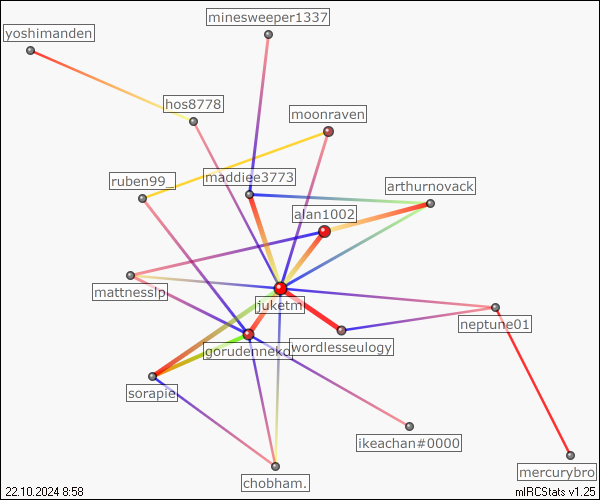 minesweeper1337
yoshimanden
hos8778
moonraven
maddiee3773
ruben99_
arthurnovack
alan1002
mattnesslp
juketm
neptune01
gorudenneko
wordlesseulogy
sorapie
ikeachan#0000
mercurybro
chobham.
22.10.2024 8:58
mIRCStats v1.25